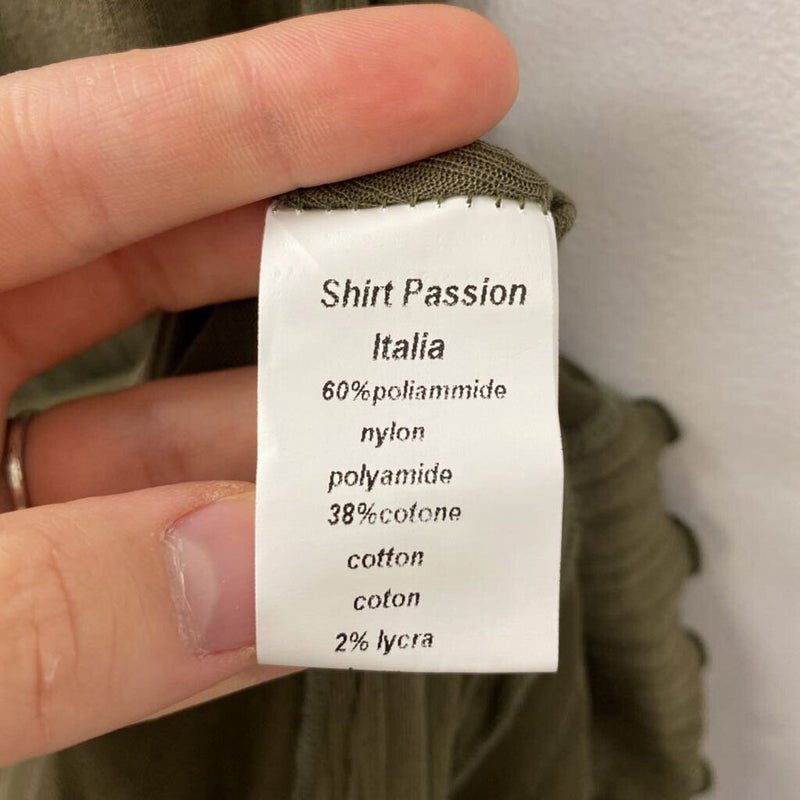 Shirt Passion
Italia
60%poliammide
nylon
polyamide
38%cotone
cotton
coton
2% lycra